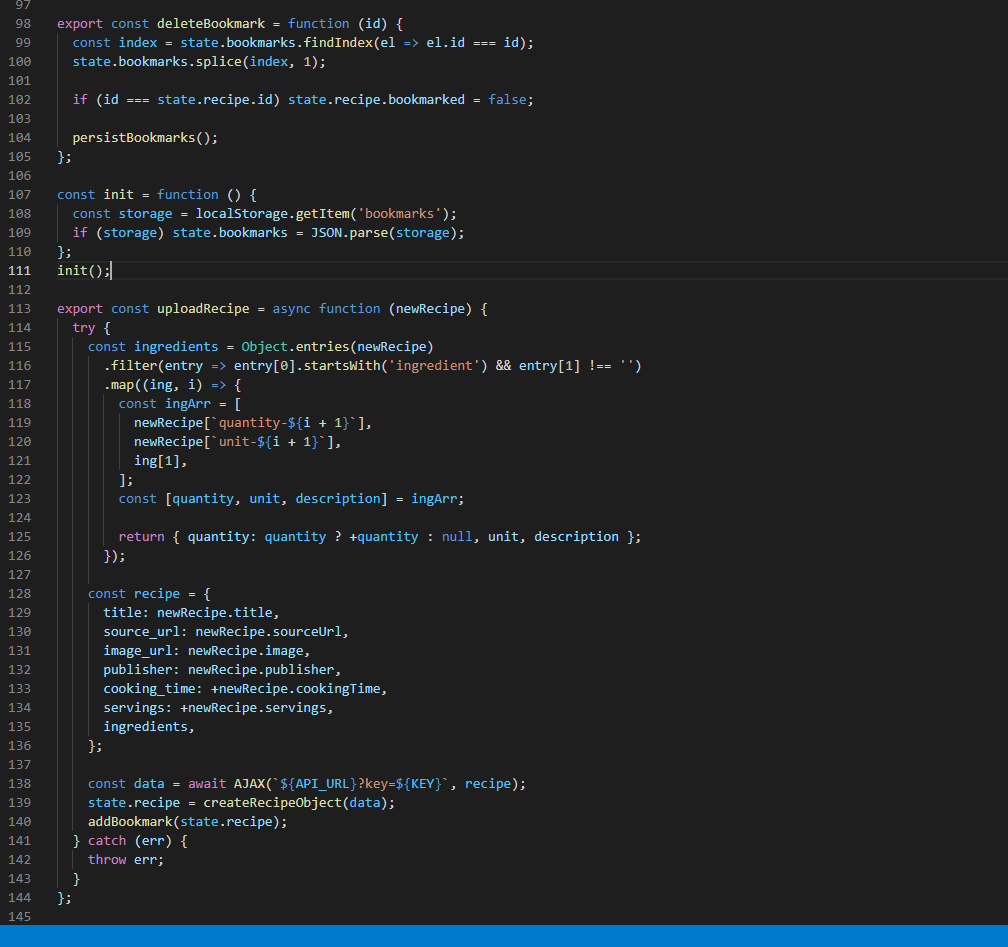 97
98 export const deleteBookmark = function (id) {
99   const index = state.bookmarks.findIndex(el => el.id === id);
100   state.bookmarks.splice(index, 1);
101
102   if (id === state.recipe.id) state.recipe.bookmarked = false;
103
104   persistBookmarks();
105 };
106
107 const init = function () {
108   const storage = localStorage.getItem('bookmarks');
109   if (storage) state.bookmarks = JSON.parse(storage);
110 };
111 init();
112
113 export const uploadRecipe = async function (newRecipe) {
114   try {
115     const ingredients = Object.entries(newRecipe)
116       .filter(entry => entry[0].startsWith('ingredient') && entry[1] !== '')
117       .map((ing, i) => {
118         const ingArr = [
119           newRecipe[`quantity-${i + 1}`],
120           newRecipe[`unit-${i + 1}`],
121           ing[1],
122         ];
123         const [quantity, unit, description] = ingArr;
124
125         return { quantity: quantity ? +quantity : null, unit, description };
126       });
127
128     const recipe = {
129       title: newRecipe.title,
130       source_url: newRecipe.sourceUrl,
131       image_url: newRecipe.image,
132       publisher: newRecipe.publisher,
133       cooking_time: +newRecipe.cookingTime,
134       servings: +newRecipe.servings,
135       ingredients,
136     };
137
138     const data = await AJAX(`${API_URL}?key=${KEY}`, recipe);
139     state.recipe = createRecipeObject(data);
140     addBookmark(state.recipe);
141   } catch (err) {
142     throw err;
143   }
144 };
145